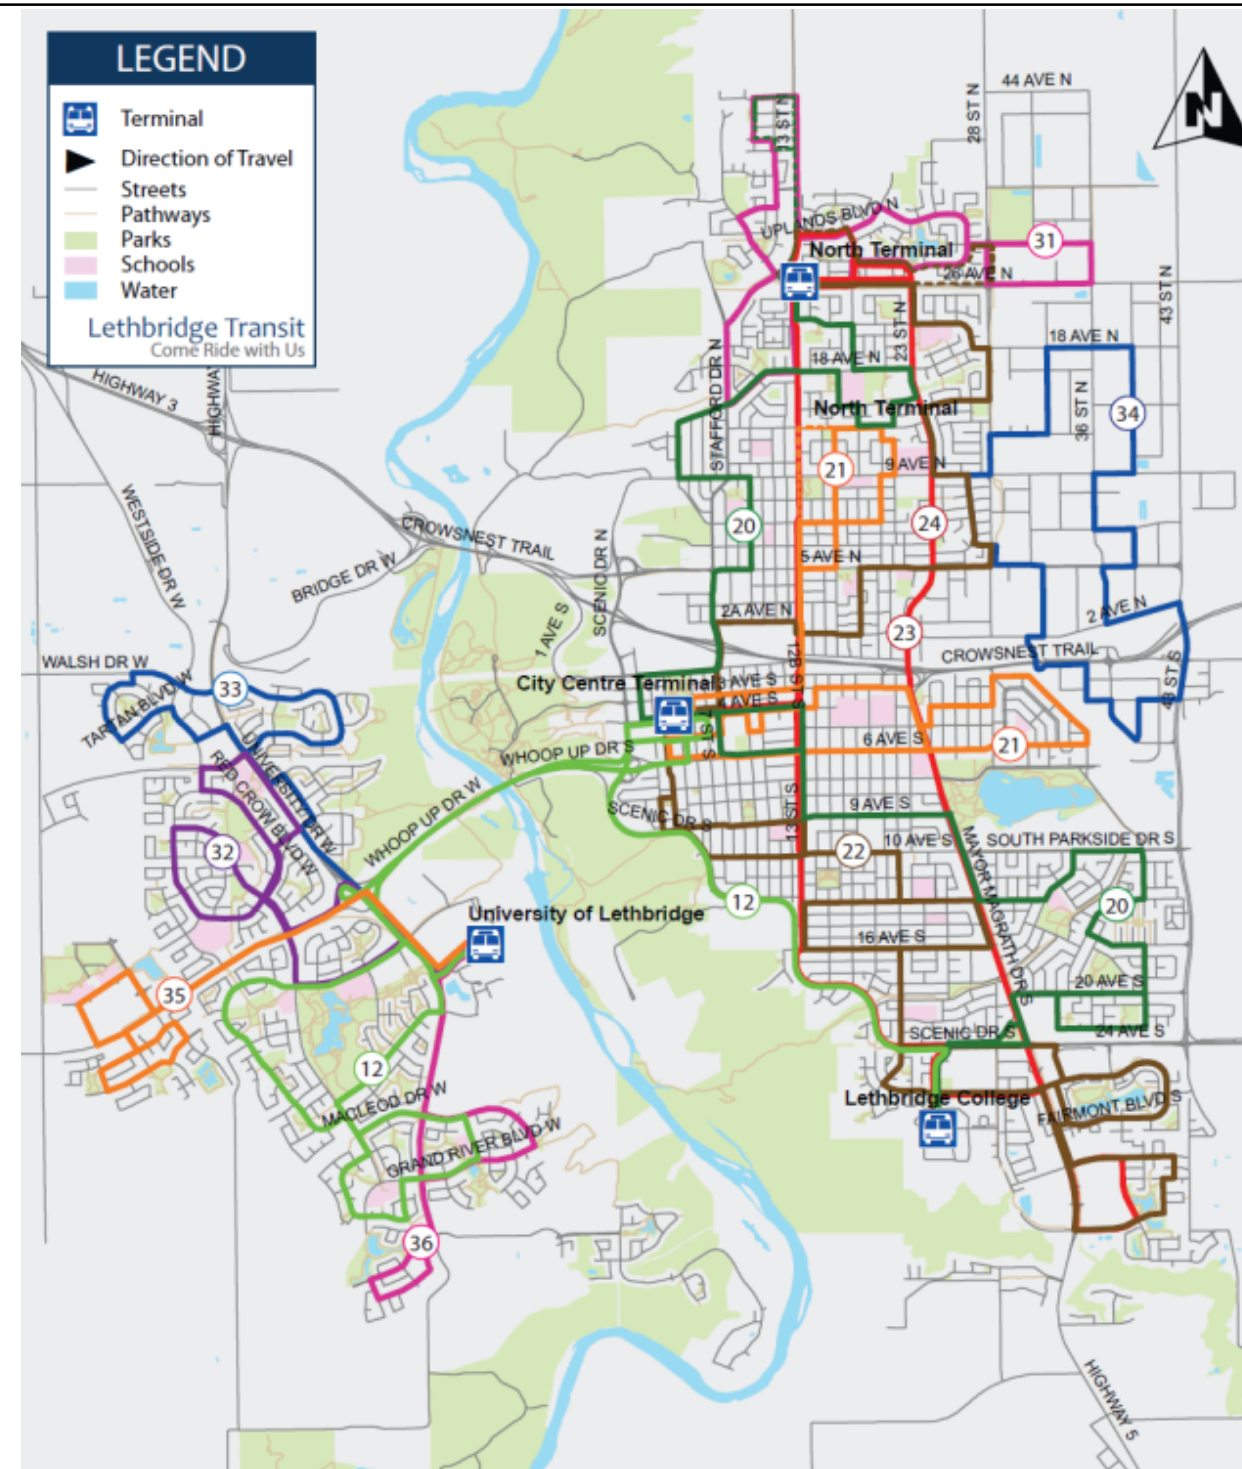 LEGEND
Terminal
Direction of Travel
Streets
Pathways
Parks
Schools
Water
Lethbridge Transit
Come Ride with Us
N
44 AVE N
28 ST N
13 ST N
UPLANDS BLVD N
North Terminal
31
26 AVE N
43 ST N
23 ST N
18 AVE N
18 AVE N
STAFFORD DR N
North Terminal
36 ST N
34
HIGHWAY 3
HIGHWAY
21
9 AVE N
20
24
WESTSIDE DR W
CROWSNEST TRAIL
BRIDGE DR W
SCENIC DR N
5 AVE N
1 AVE S
2A AVE N
2 AVE N
23
CROWSNEST TRAIL
WALSH DR W
33
TARTAN BLVD W
City Centre Terminal
3 AVE S
4 AVE S
12B ST S
43 ST S
6 AVE S
21
UNIVERSITY DR W
RED CROW BLVD W
WHOOP UP DR S
WHOOP UP DR W
SCENIC DR S
13 ST S
9 AVE S
10 AVE S
SOUTH PARKSIDE DR S
MAYOR MAGRATH DR S
32
22
12
20
University of Lethbridge
16 AVE S
35
20 AVE S
SCENIC DR S
24 AVE S
12
MACLEOD DR W
Lethbridge College
FAIRMONT BLVD S
GRAND RIVER BLVD W
36
HIGHWAY 5